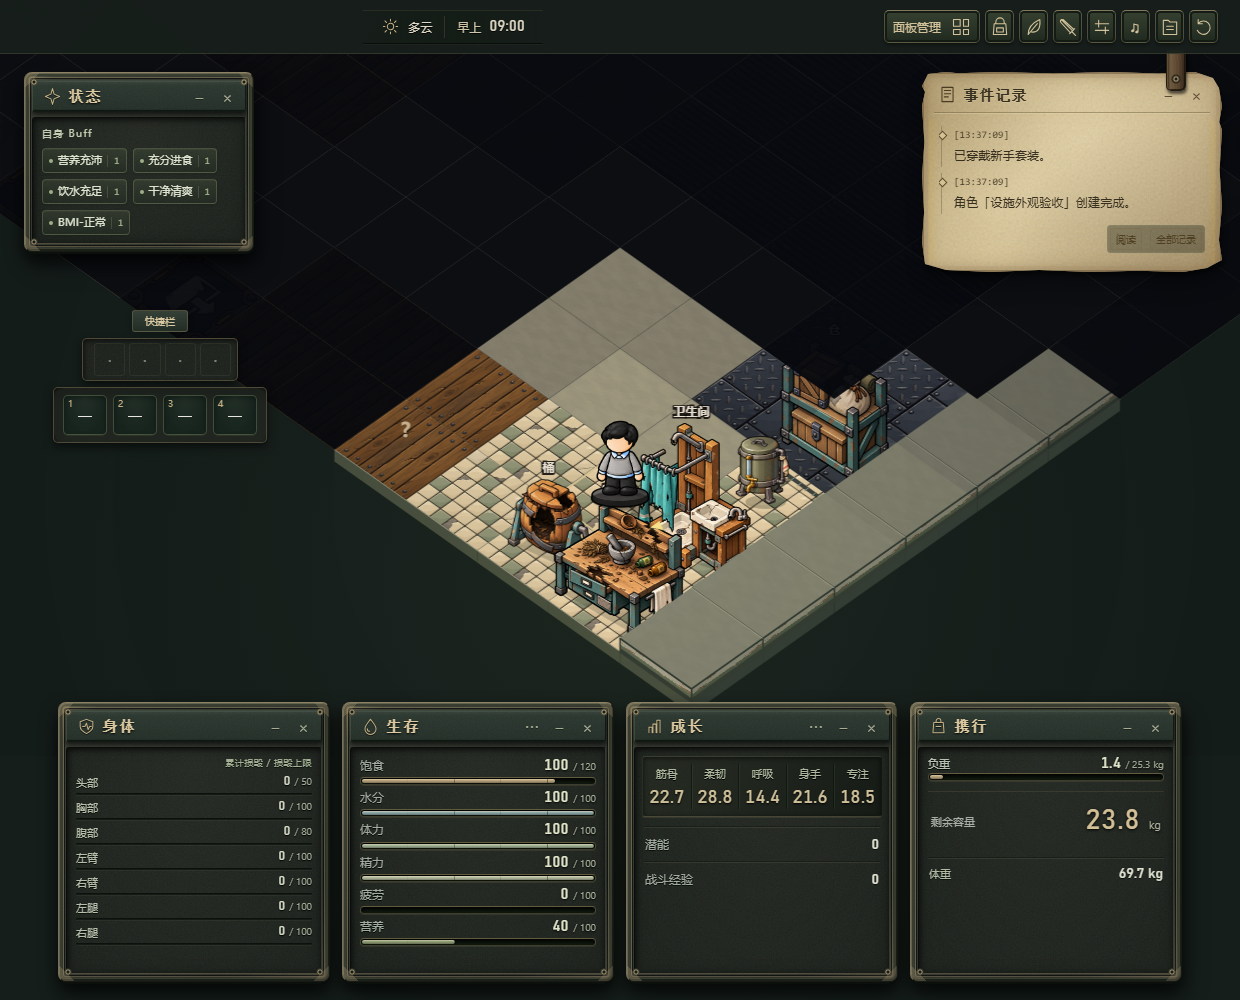 多云 早上 09:00
面板管理
状态
自身 Buff
营养充沛 1 充分进食 1
饮水充足 1 干净清爽 1
BMI-正常 1
事件记录
[13:37:09]
已穿戴新手套装。
[13:37:09]
角色「设施外观验收」创建完成。
阅读 全部记录
快捷栏
1 2 3 4
?
卫生间
桶
身体
累计损毁 / 损毁上限
头部 0 / 50
胸部 0 / 100
腹部 0 / 80
左臂 0 / 100
右臂 0 / 100
左腿 0 / 100
右腿 0 / 100
生存
饱食 100 / 120
水分 100 / 100
体力 100 / 100
精力 100 / 100
疲劳 0 / 100
营养 40 / 100
成长
筋骨 柔韧 呼吸 身手 专注
22.7 28.8 14.4 21.6 18.5
潜能 0
战斗经验 0
携行
负重 1.4 / 25.3 kg
剩余容量 23.8 kg
体重 69.7 kg